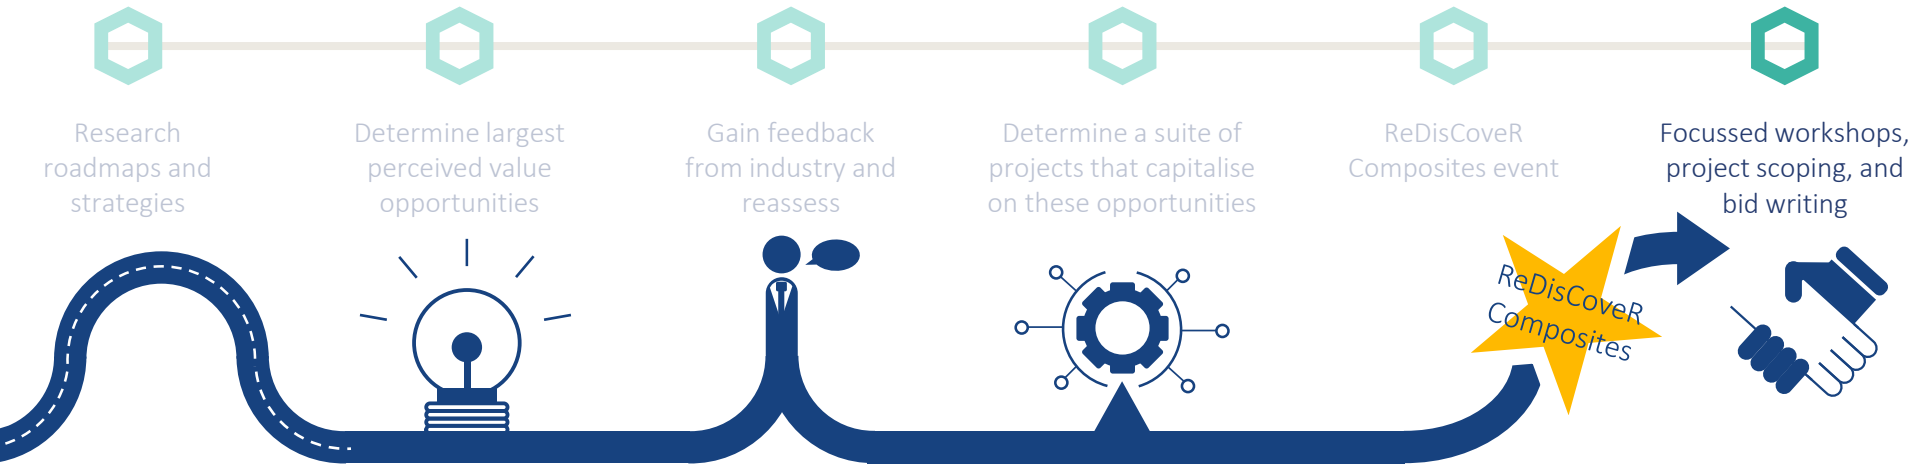 Research
roadmaps and
strategies
Determine largest
perceived value
opportunities
Gain feedback
from industry and
reassess
Determine a suite of
projects that capitalise
on these opportunities
ReDisCoveR
Composites event
Focussed workshops,
project scoping, and
bid writing
ReDisCoveR
Composites